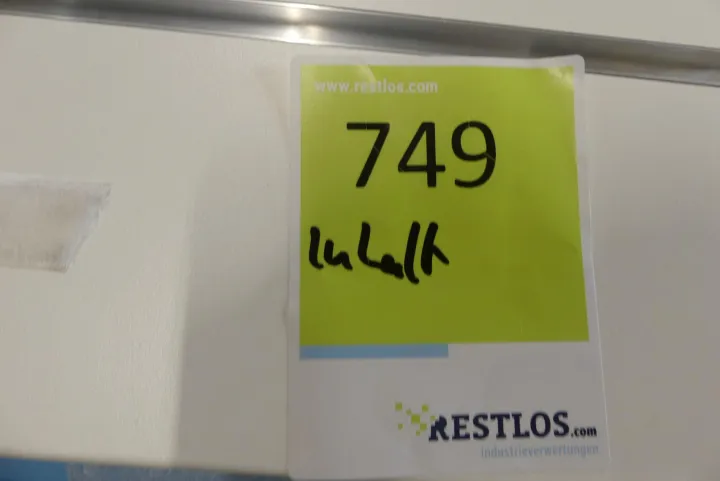 www.restlos.com
749
Inhalt
RESTLOS.com
industrieverwertungen